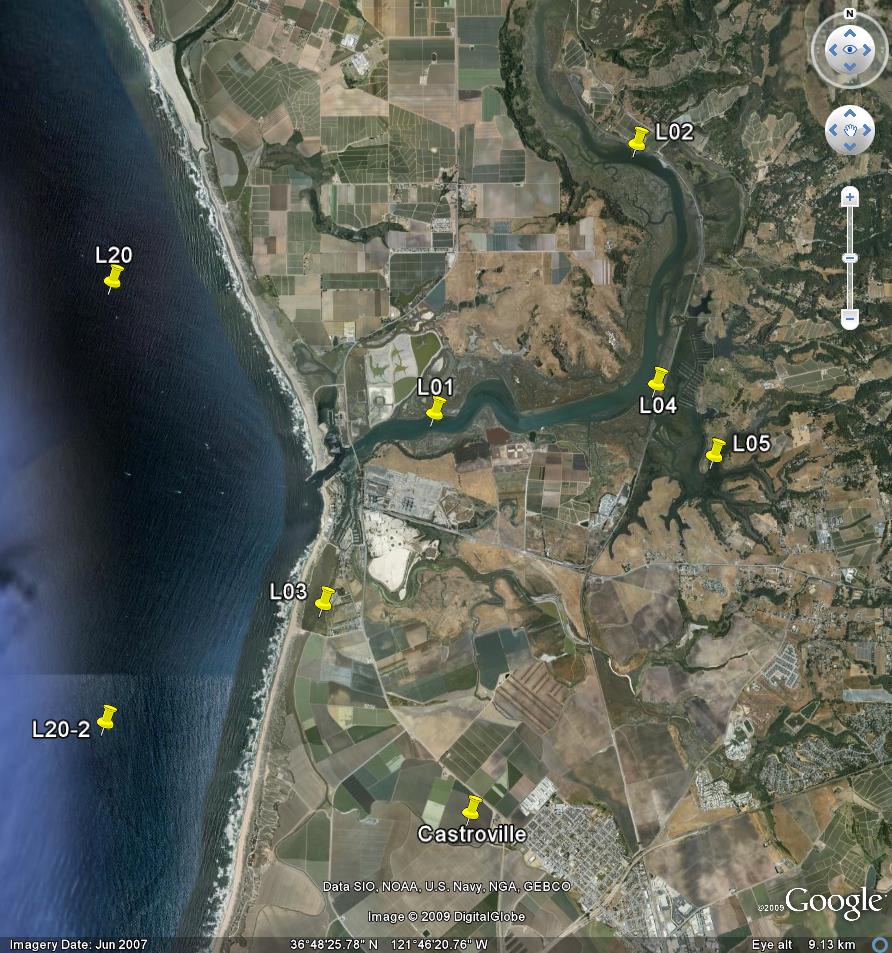 N
L02
L20
L01
L04
L05
L03
L20-2
Castroville
Data SIO, NOAA, U.S. Navy, NGA, GEBCO
©2009 Google
Image © 2009 DigitalGlobe
Imagery Date: Jun 2007 36°48'25.78" N 121°46'20.76" W Eye alt 9.13 km